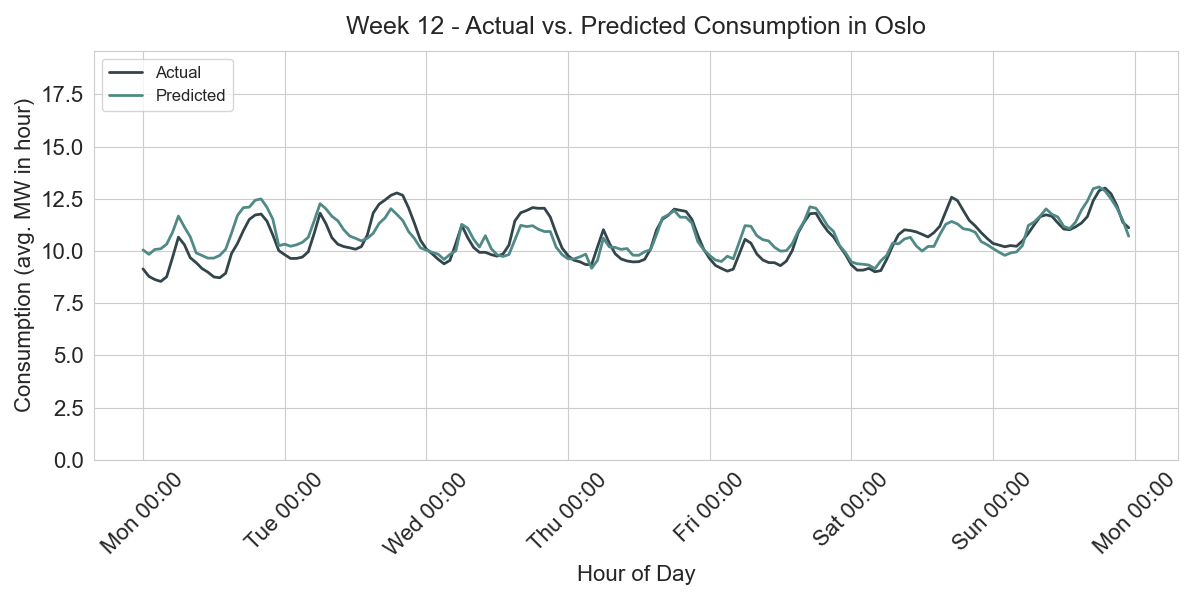 Week 12 - Actual vs. Predicted Consumption in Oslo
Actual
Predicted
Consumption (avg. MW in hour)
17.5
15.0
12.5
10.0
7.5
5.0
2.5
0.0
Mon 00:00
Tue 00:00
Wed 00:00
Thu 00:00
Fri 00:00
Sat 00:00
Sun 00:00
Mon 00:00
Hour of Day